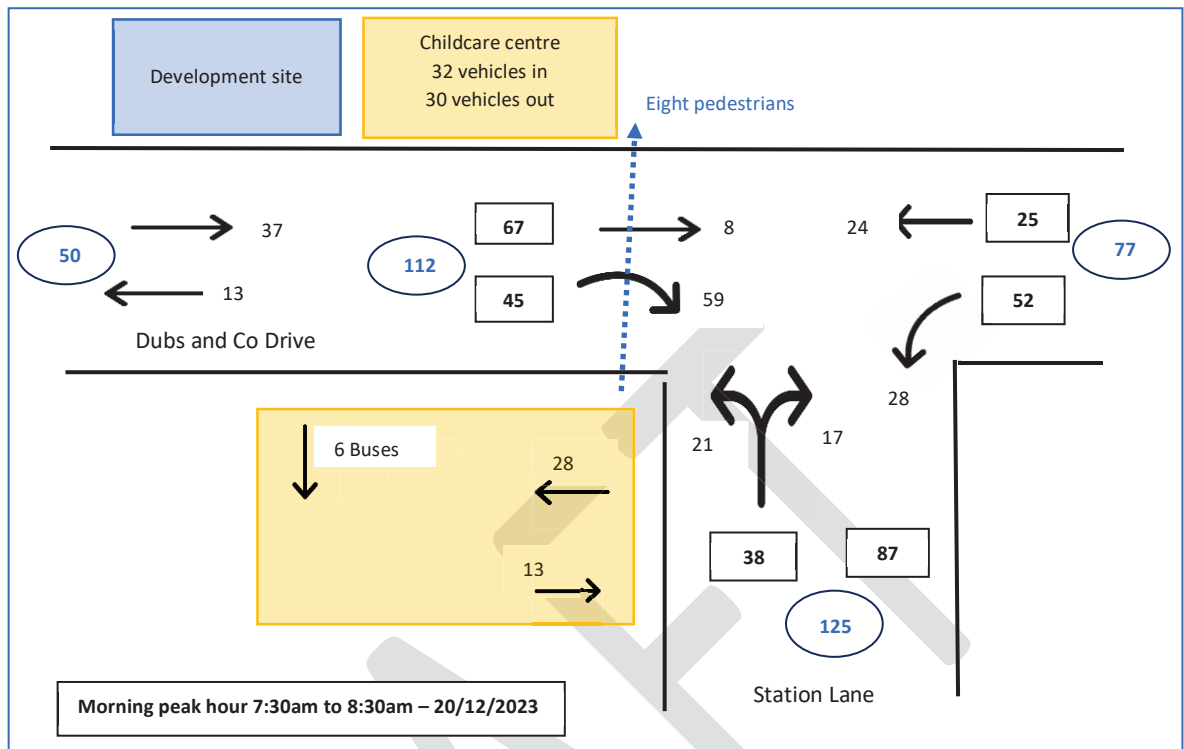 Development site
Childcare centre
32 vehicles in
30 vehicles out
Eight pedestrians
50
37
13
112
67
45
8
59
24
25
52
77
Dubs and Co Drive
28
21
17
6 Buses
28
13
38
87
125
Station Lane
Morning peak hour 7:30am to 8:30am – 20/12/2023